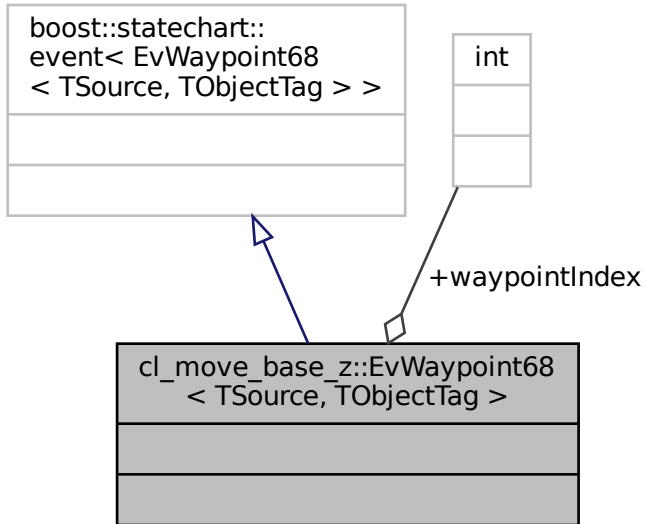 boost::statechart::
event< EvWaypoint68
< TSource, TObjectTag > >
int
+waypointIndex
cl_move_base_z::EvWaypoint68
< TSource, TObjectTag >